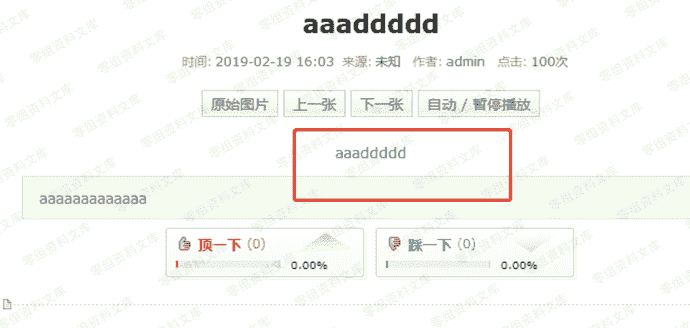 aaaddddd
时间: 2019-02-19 16:03 来源: 未知 作者: admin 点击: 100次
原始图片 上一张 下一张 自动 / 暂停播放
aaaddddd
aaaaaaaaaaaaa
顶一下 (0) 踩一下 (0)
0.00% 0.00%
零组资料文库